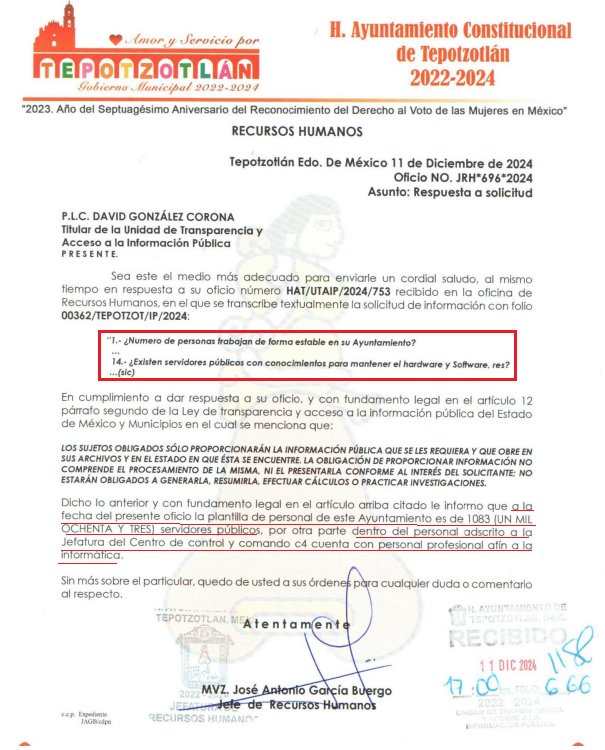 Amor y Servicio por
TEPOTZOTLÁN
Gobierno Municipal 2022-2024
H. Ayuntamiento Constitucional
de Tepotzotlán
2022-2024
"2023. Año del Septuagésimo Aniversario del Reconocimiento del Derecho al Voto de las Mujeres en México"
RECURSOS HUMANOS
Tepotzotlán Edo. De México 11 de Diciembre de 2024
Oficio NO. JRH*696*2024
Asunto: Respuesta a solicitud
P.L.C. DAVID GONZÁLEZ CORONA
Titular de la Unidad de Transparencia y
Acceso a la Información Pública
P R E S E N T E.
Sea este el medio más adecuado para enviarle un cordial saludo, al mismo
tiempo en respuesta a su oficio número HAT/UTAIP/2024/753 recibido en la oficina de
Recursos Humanos, en el que se transcribe textualmente la solicitud de información con folio
00362/TEPOTZOT/IP/2024:
"1.- ¿Numero de personas trabajan de forma estable en su Ayuntamiento?
...
14.- ¿Existen servidores públicos con conocimientos para mantener el hardware y Software, res?
...(sic)
En cumplimiento a dar respuesta a su oficio, y con fundamento legal en el artículo 12
párrafo segundo de la Ley de transparencia y acceso a la información pública del Estado
de México y Municipios en el cual se menciona que:
LOS SUJETOS OBLIGADOS SÓLO PROPORCIONARÁN LA INFORMACIÓN PÚBLICA QUE SE LES REQUIERA Y QUE OBRE EN
SUS ARCHIVOS Y EN EL ESTADO EN QUE ÉSTA SE ENCUENTRE. LA OBLIGACIÓN DE PROPORCIONAR INFORMACIÓN NO
COMPRENDE EL PROCESAMIENTO DE LA MISMA, NI EL PRESENTARLA CONFORME AL INTERÉS DEL SOLICITANTE; NO
ESTARÁN OBLIGADOS A GENERARLA, RESUMIRLA, EFECTUAR CÁLCULOS O PRACTICAR INVESTIGACIONES.
Dicho lo anterior y con fundamento legal en el artículo arriba citado le informo que a la
fecha del presente oficio la plantilla de personal de este Ayuntamiento es de 1083 (UN MIL
OCHENTA Y TRES) servidores públicos, por otra parte dentro del personal adscrito a la
Jefatura del Centro de control y comando c4 cuenta con personal profesional afín a la
informática.
Sin más sobre el particular, quedo de usted a sus órdenes para cualquier duda o comentario
al respecto.
TEPOTZOTLAN, MEX
A t e n t a m e n t e
2022 - 2024
MVZ. José Antonio García Buergo
Jefe de Recursos Humanos
JEFATURA DE
RECURSOS HUMANOS
c.c.p. Expediente
JAGB/cdpn
H. AYUNTAMIENTO DE
TEPOTZOTLAN, MEX.
RECIBIDO
11 DIC 2024
1158
17:00
666
2022 2024
UNIDAD DE TRANSPARENCIA
Y ACCESO A LA
INFORMACIÓN PÚBLICA